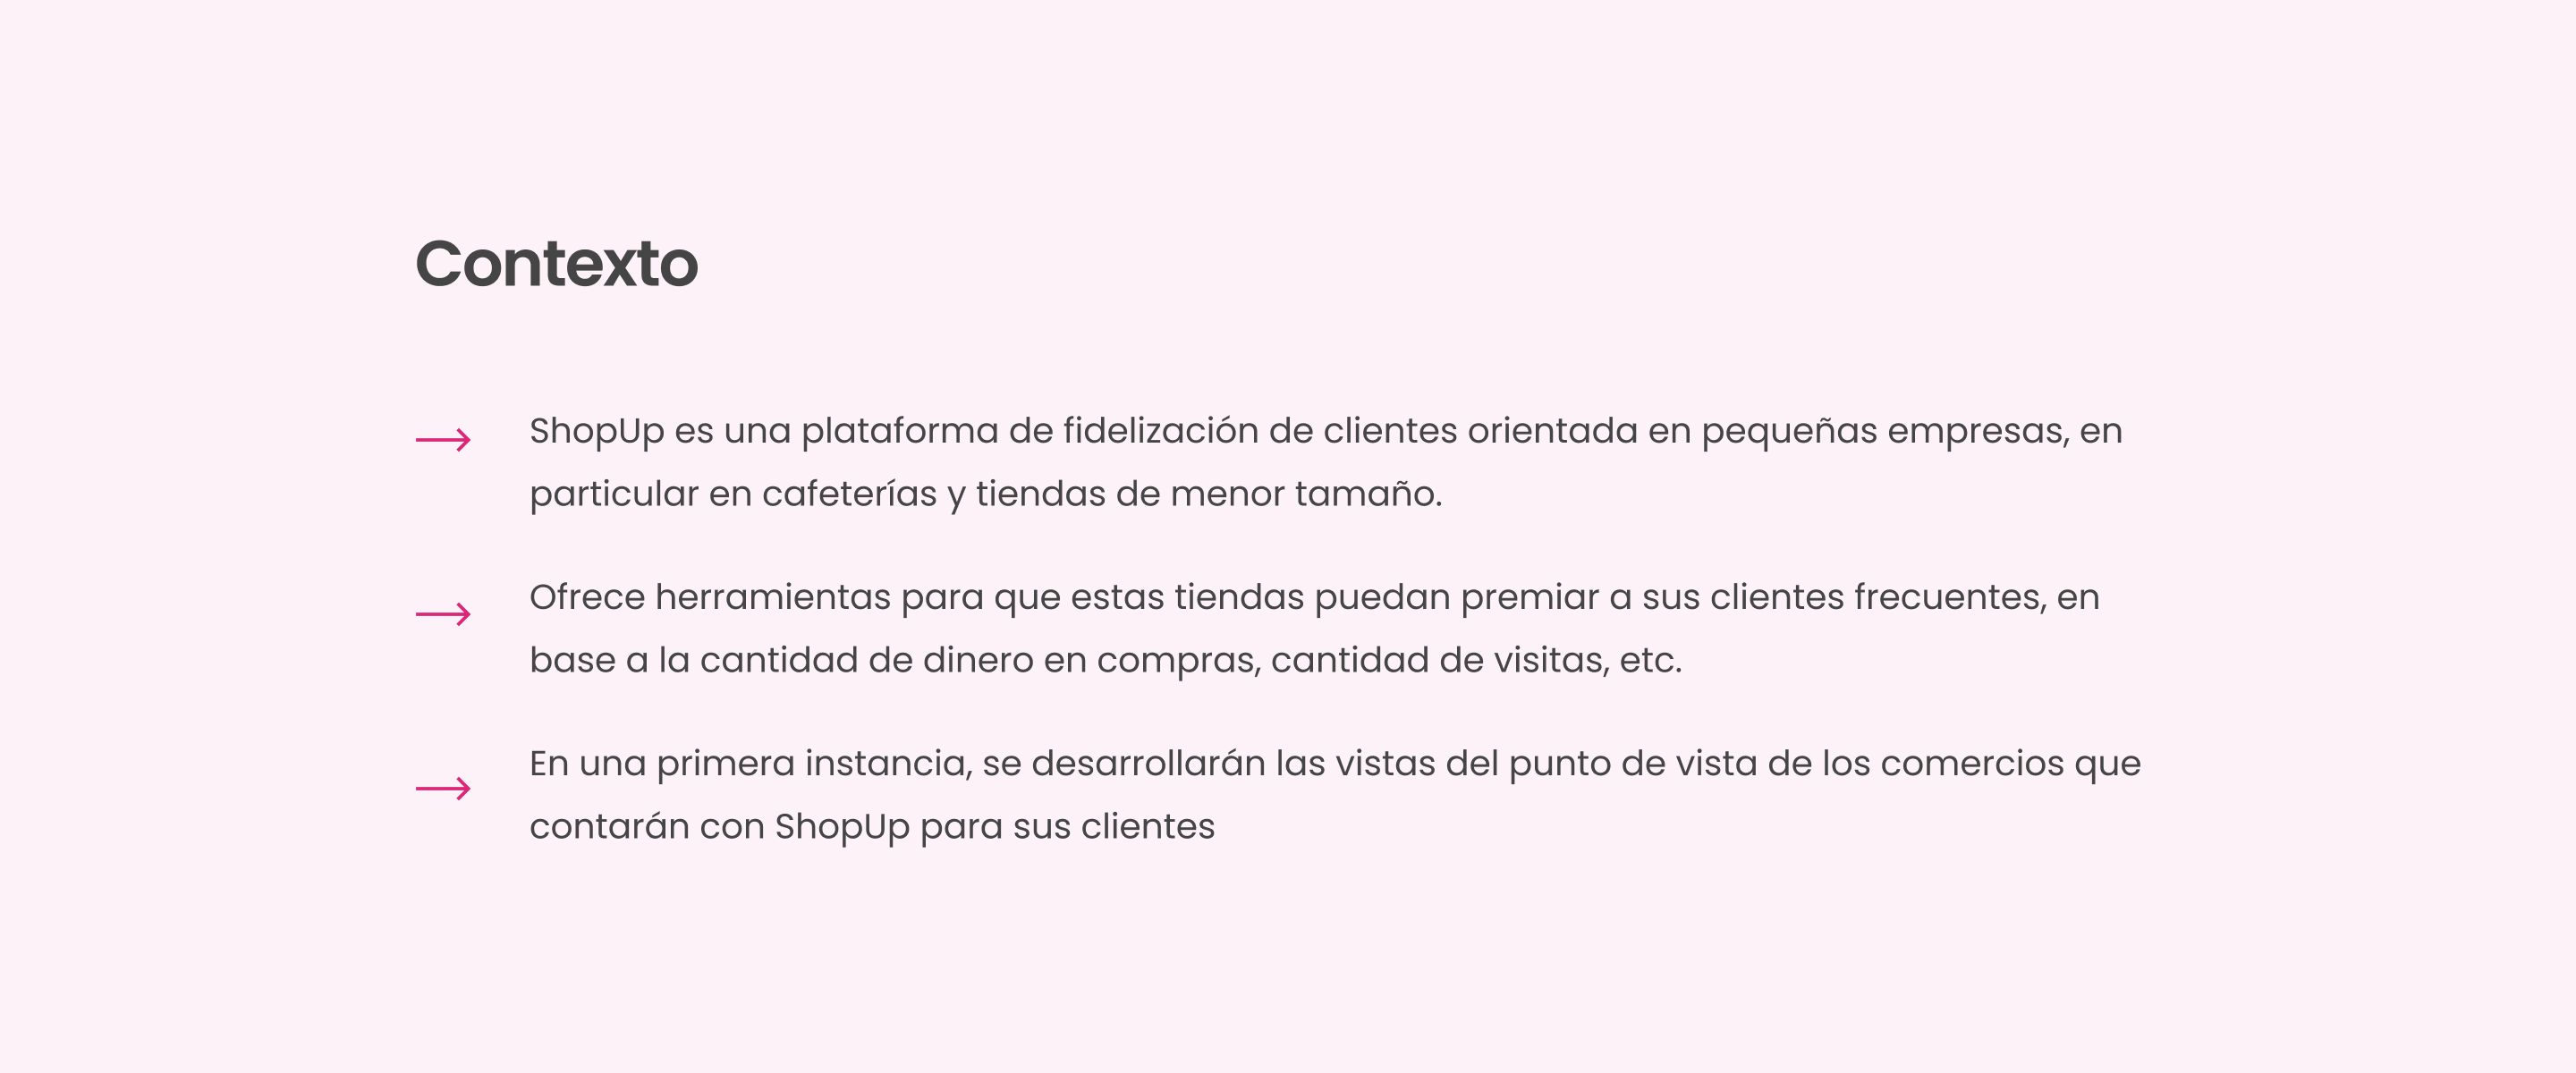 Contexto
ShopUp es una plataforma de fidelización de clientes orientada en pequeñas empresas, en
particular en cafeterías y tiendas de menor tamaño.
Ofrece herramientas para que estas tiendas puedan premiar a sus clientes frecuentes, en
base a la cantidad de dinero en compras, cantidad de visitas, etc.
En una primera instancia, se desarrollarán las vistas del punto de vista de los comercios que
contarán con ShopUp para sus clientes